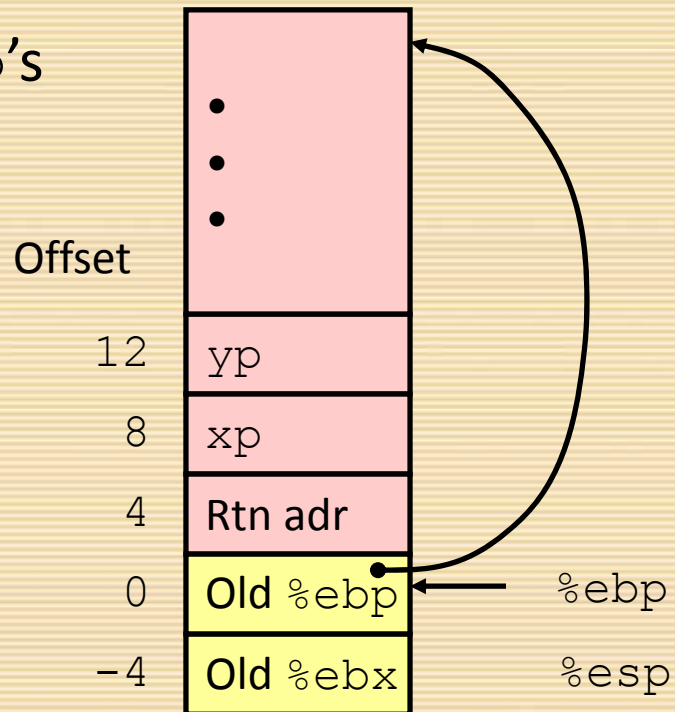 ’s
Offset
12 yp
8 xp
4 Rtn adr
0 Old %ebp %ebp
-4 Old %ebx %esp